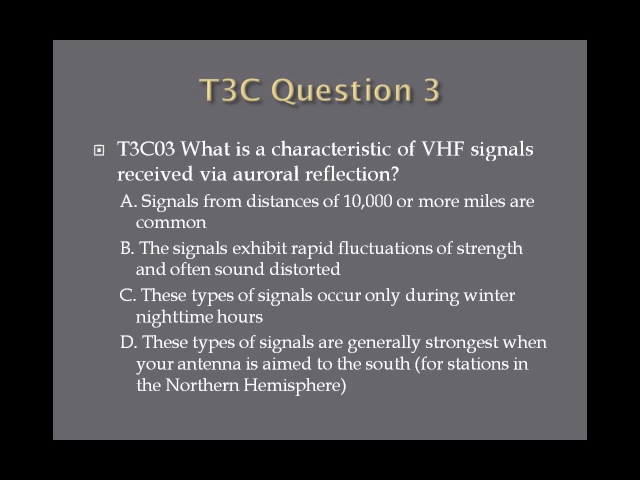 T3C Question 3
T3C03 What is a characteristic of VHF signals
received via auroral reflection?
A. Signals from distances of 10,000 or more miles are
common
B. The signals exhibit rapid fluctuations of strength
and often sound distorted
C. These types of signals occur only during winter
nighttime hours
D. These types of signals are generally strongest when
your antenna is aimed to the south (for stations in
the Northern Hemisphere)